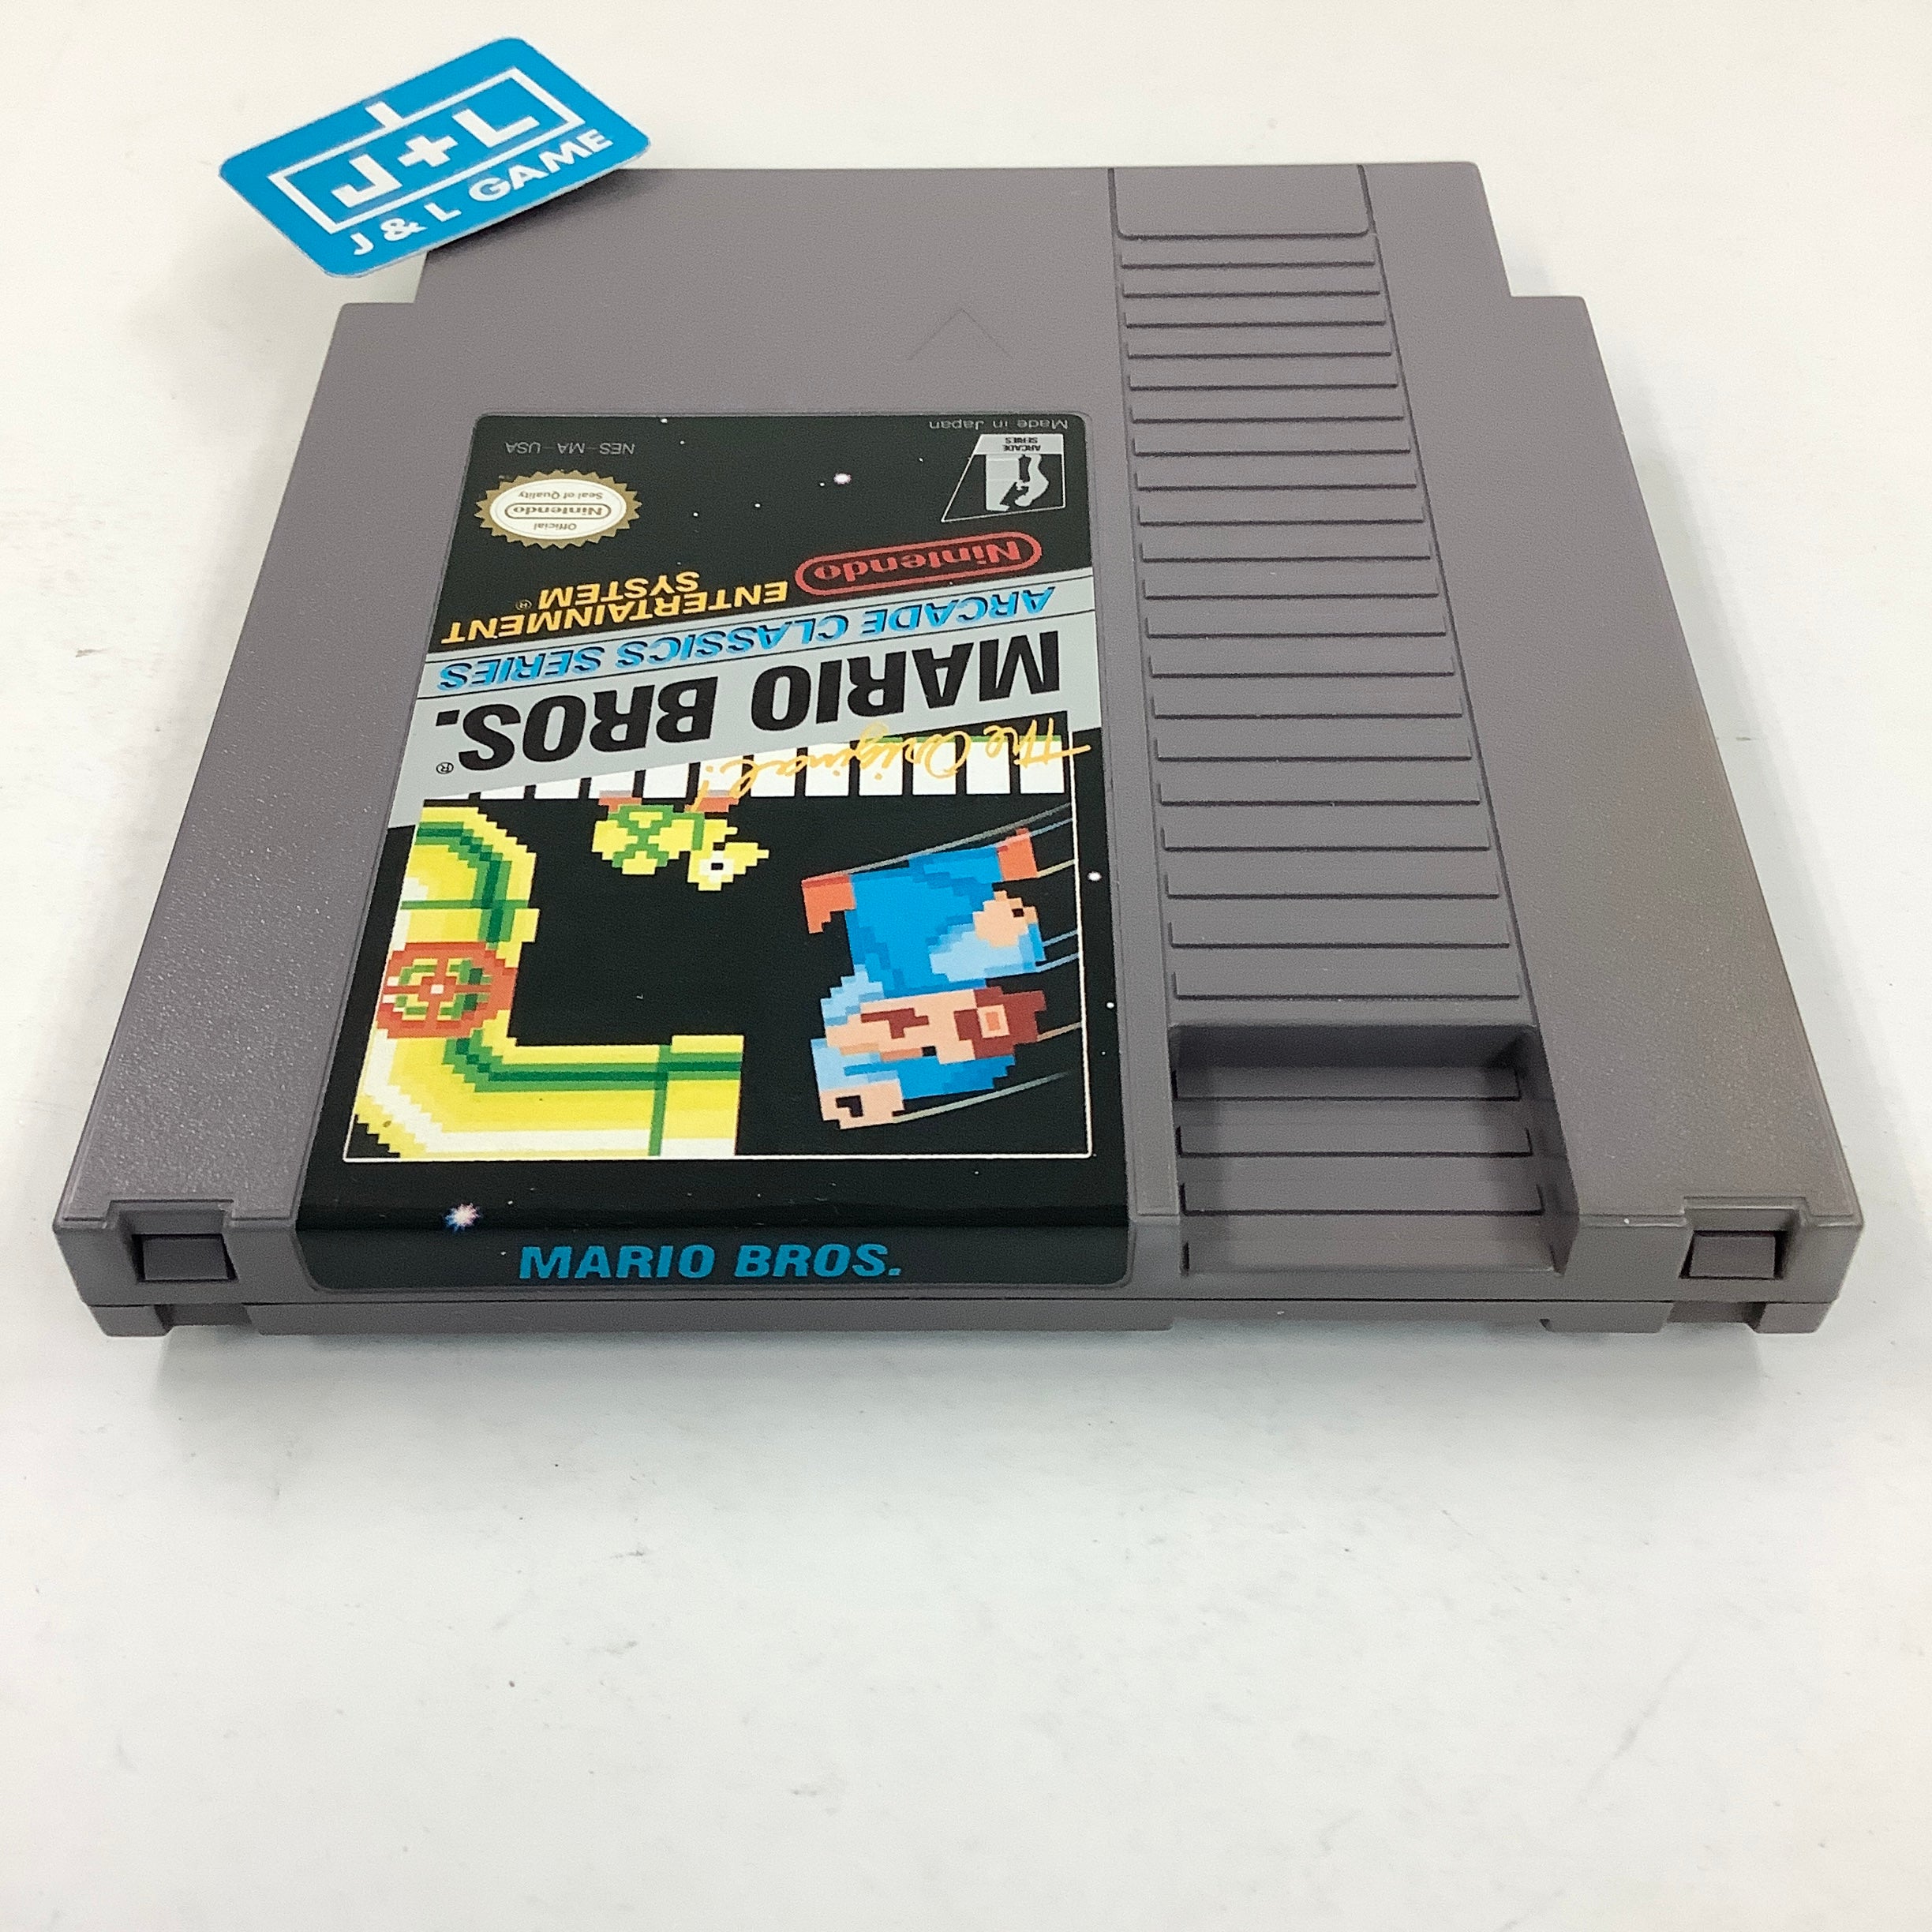 J+L
J & L GAME
The Original!
MARIO BROS.®
ARCADE CLASSICS SERIES
Nintendo
ENTERTAINMENT
SYSTEM®
Official
Nintendo
Seal of Quality
ARCADE
SERIES
NES-MA-USA
Made in Japan
MARIO BROS.